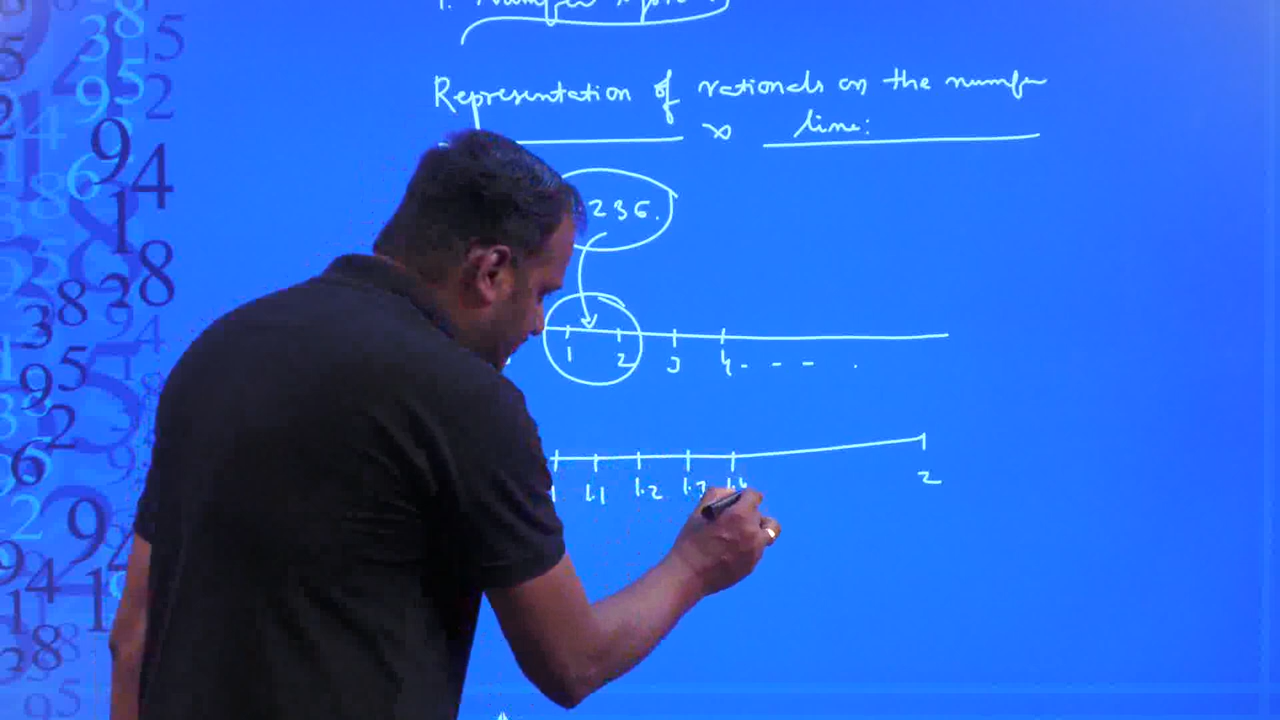 Representation of rationals on the number
line:
236.
1 2 3 4 - - - .
1 1.1 1.2 1.3 1.4 2